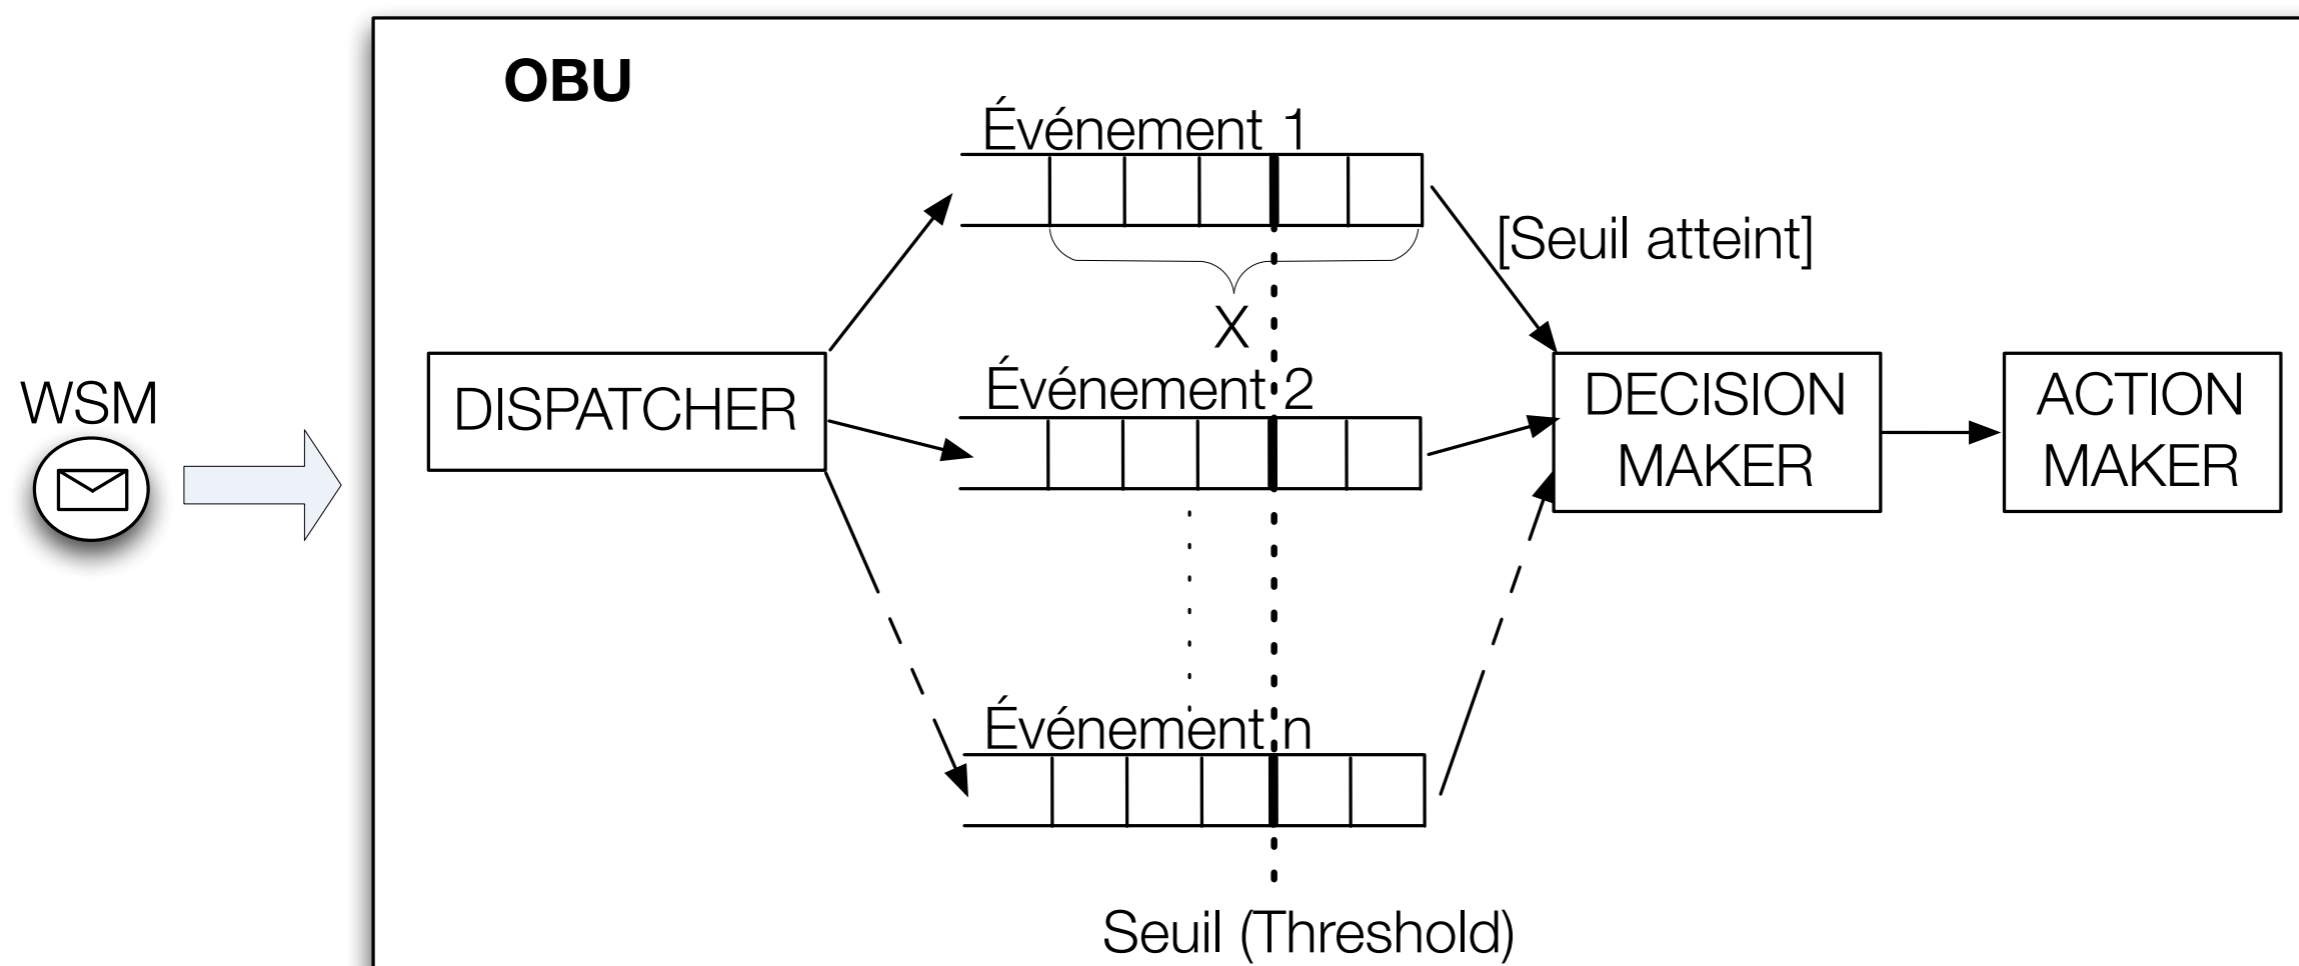 OBU
Événement 1
[Seuil atteint]
X
WSM
DISPATCHER
Événement 2
DECISION
MAKER
ACTION
MAKER
Événement n
Seuil (Threshold)